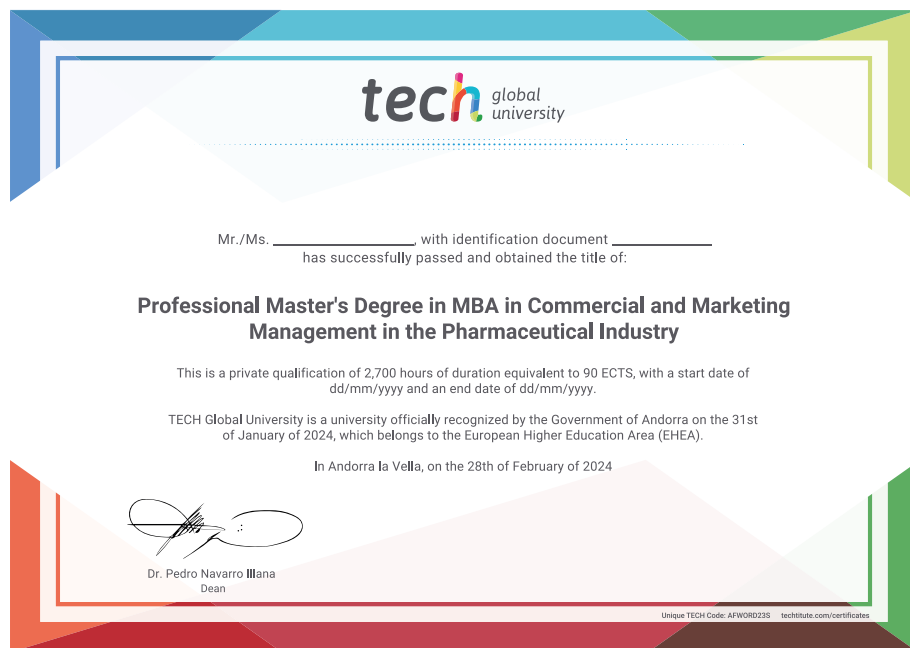 tech global
university
Mr./Ms. ____________, with identification document ____________
has successfully passed and obtained the title of:
Professional Master's Degree in MBA in Commercial and Marketing
Management in the Pharmaceutical Industry
This is a private qualification of 2,700 hours of duration equivalent to 90 ECTS, with a start date of
dd/mm/yyyy and an end date of dd/mm/yyyy.
TECH Global University is a university officially recognized by the Government of Andorra on the 31st
of January of 2024, which belongs to the European Higher Education Area (EHEA).
In Andorra la Vella, on the 28th of February of 2024
Dr. Pedro Navarro Illana
Dean
Unique TECH Code: AFWORD23S techtitute.com/certificates